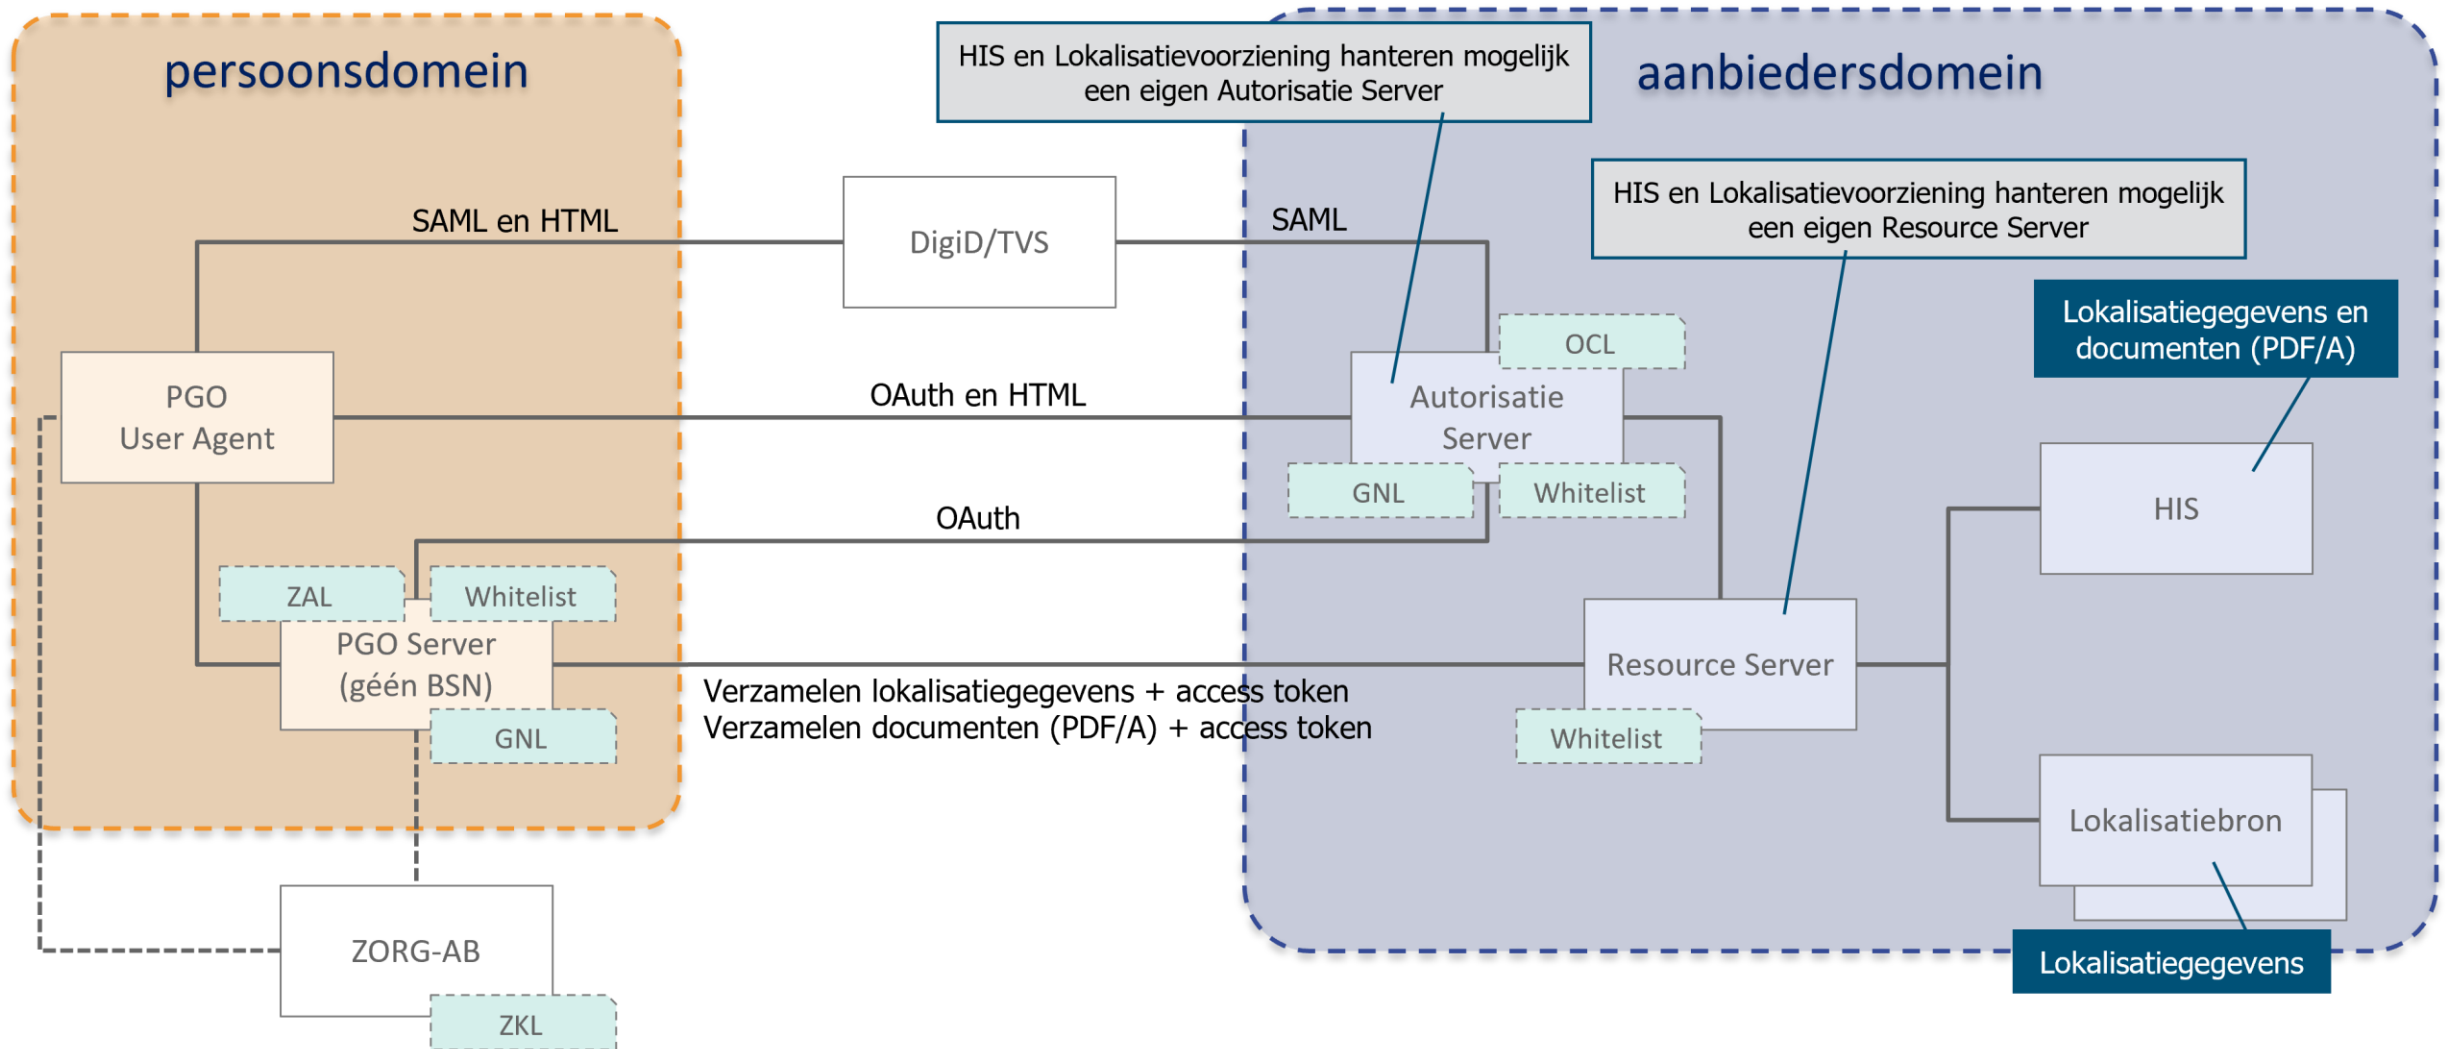 persoonsdomein
HIS en Lokalisatievoorziening hanteren mogelijk
een eigen Autorisatie Server
aanbiedersdomein
HIS en Lokalisatievoorziening hanteren mogelijk
een eigen Resource Server
SAML en HTML
DigiD/TVS
SAML
Lokalisatiegegevens en
documenten (PDF/A)
OCL
PGO
User Agent
OAuth en HTML
Autorisatie
Server
GNL
Whitelist
HIS
OAuth
ZAL
Whitelist
PGO Server
(géén BSN)
GNL
Verzamelen lokalisatiegegevens + access token
Verzamelen documenten (PDF/A) + access token
Resource Server
Whitelist
Lokalisatiebron
ZORG-AB
ZKL
Lokalisatiegegevens